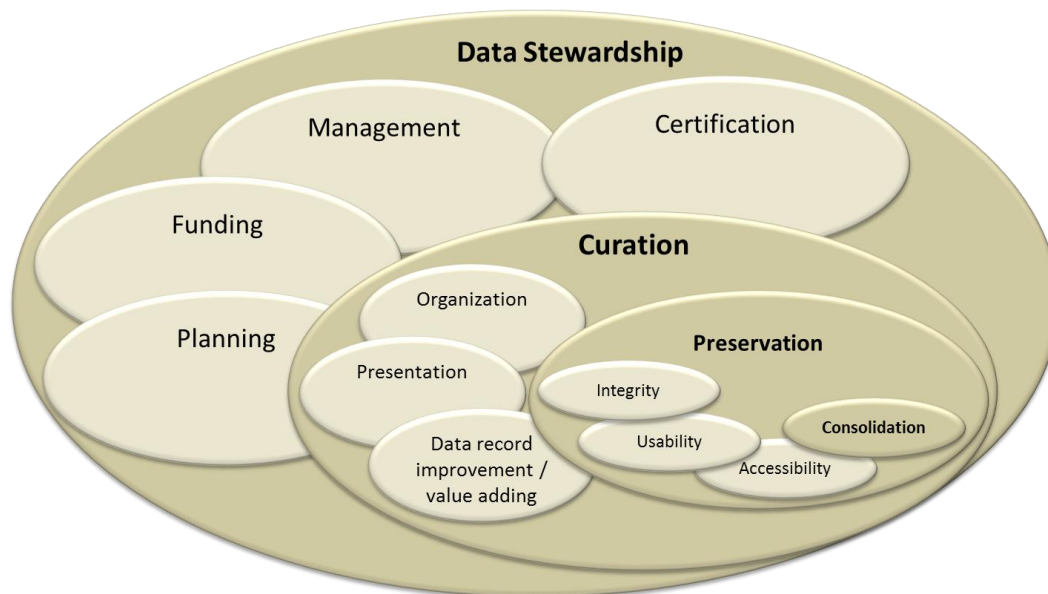 Data Stewardship
Management
Certification
Funding
Curation
Organization
Planning
Preservation
Presentation
Integrity
Consolidation
Data record
improvement /
value adding
Usability
Accessibility